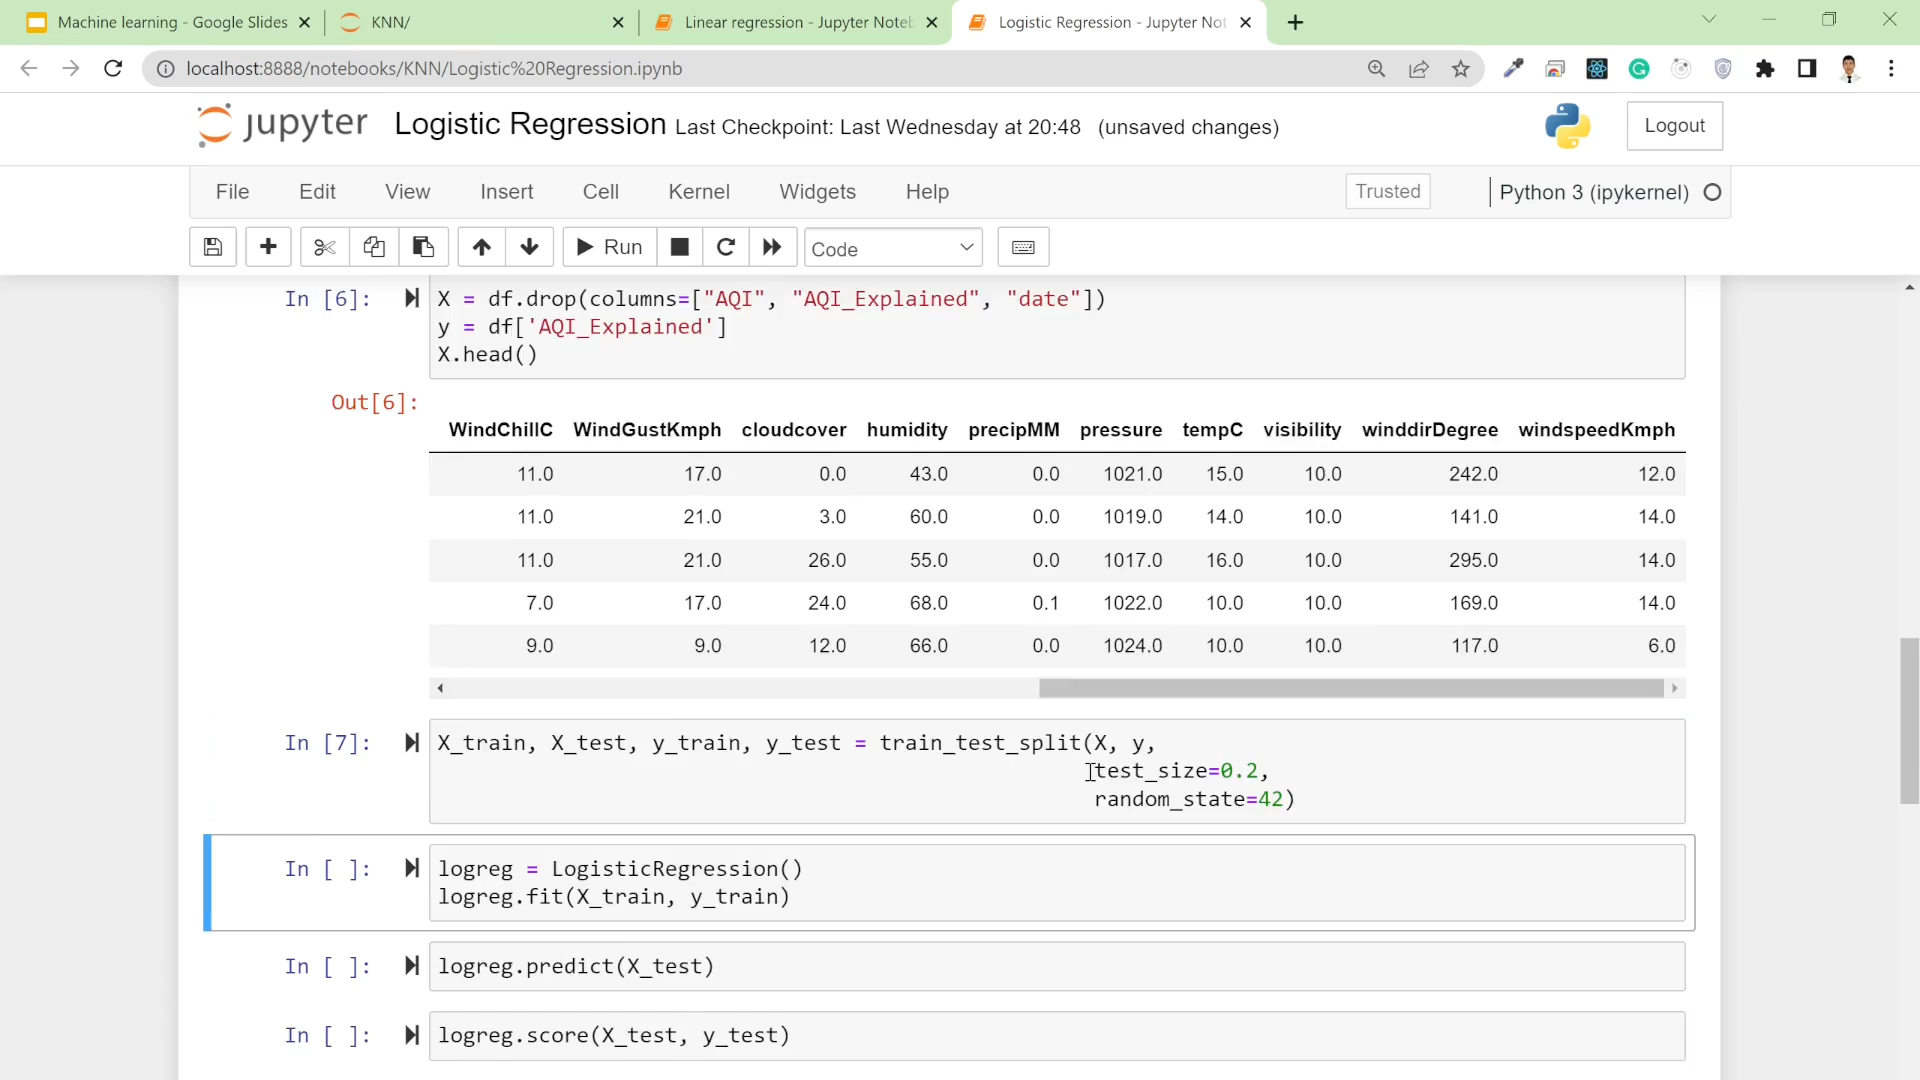 Machine learning - Google Slides
KNN/
Linear regression - Jupyter Noteb
Logistic Regression - Jupyter Not
localhost:8888/notebooks/KNN/Logistic%20Regression.ipynb
jupyter Logistic Regression Last Checkpoint: Last Wednesday at 20:48 (unsaved changes)
Logout
File Edit View Insert Cell Kernel Widgets Help
Trusted
Python 3 (ipykernel)
Run
Code
In [6]:
X = df.drop(columns=["AQI", "AQI_Explained", "date"])
y = df['AQI_Explained']
X.head()
Out[6]:
WindChillC WindGustKmph cloudcover humidity precipMM pressure tempC visibility winddirDegree windspeedKmph
11.0 17.0 0.0 43.0 0.0 1021.0 15.0 10.0 242.0 12.0
11.0 21.0 3.0 60.0 0.0 1019.0 14.0 10.0 141.0 14.0
11.0 21.0 26.0 55.0 0.0 1017.0 16.0 10.0 295.0 14.0
7.0 17.0 24.0 68.0 0.1 1022.0 10.0 10.0 169.0 14.0
9.0 9.0 12.0 66.0 0.0 1024.0 10.0 10.0 117.0 6.0
In [7]:
X_train, X_test, y_train, y_test = train_test_split(X, y,
test_size=0.2,
random_state=42)
In [ ]:
logreg = LogisticRegression()
logreg.fit(X_train, y_train)
In [ ]:
logreg.predict(X_test)
In [ ]:
logreg.score(X_test, y_test)